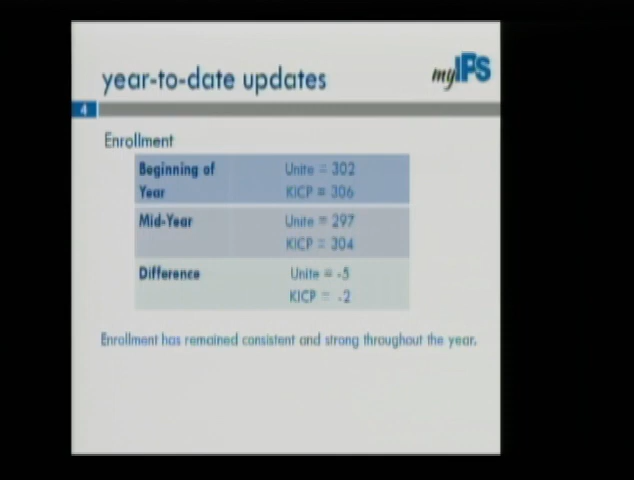 year-to-date updates
myIPS
4
Enrollment
Beginning of Year
Unite = 302
KICP = 306
Mid-Year
Unite = 297
KICP = 304
Difference
Unite = -5
KICP = -2
Enrollment has remained consistent and strong throughout the year.